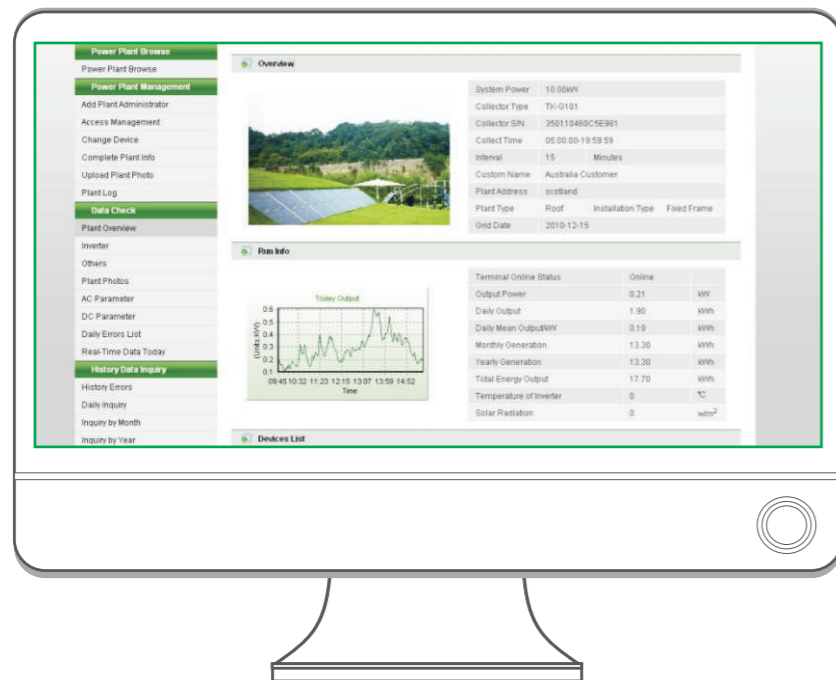 Power Plant Browse
Power Plant Browse
Power Plant Management
Add Plant Administrator
Access Management
Change Device
Complete Plant Info
Upload Plant Photo
Plant Log
Data Check
Plant Overview
Inverter
Others
Plant Photos
AC Parameter
DC Parameter
Daily Errors List
Real-Time Data Today
History Data Inquiry
History Errors
Daily Inquiry
Inquiry by Month
Inquiry by Year
Overview
System Power 10.00kW
Collector Type TK-G101
Collector S/N 350110460C5E981
Collect Time 05:00:00-19:59:59
Interval 15 Minutes
Custom Name Australia Customer
Plant Address scotland
Plant Type Roof Installation Type Fixed Frame
Grid Date 2010-12-15
Run Info
Today Output
(Units:kW)
0.6
0.5
0.4
0.3
0.2
0.1
09:45 10:32 11:23 12:15 13:07 13:59 14:52
Time
Terminal Online Status Online
Output Power 0.21 kW
Daily Output 1.90 kWh
Daily Mean Output/kW 0.19 kWh
Monthly Generation 13.30 kWh
Yearly Generation 13.30 kWh
Total Energy Output 17.70 kWh
Temperature of Inverter 0 ℃
Solar Radiation 0 w/m²
Devices List